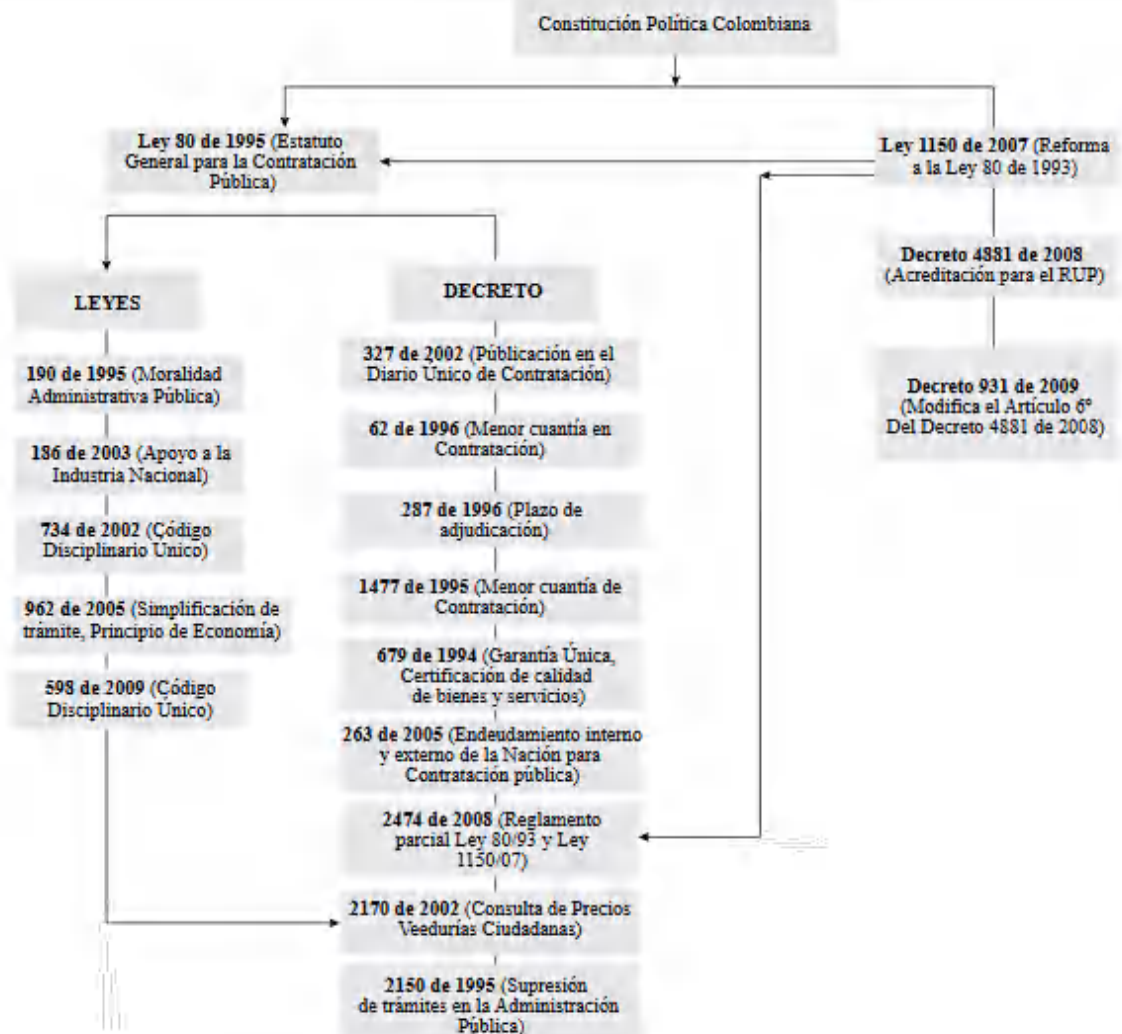 Constitución Política Colombiana
Ley 80 de 1995 (Estatuto
General para la Contratación
Pública)
Ley 1150 de 2007 (Reforma
a la Ley 80 de 1993)
Decreto 4881 de 2008
(Acreditación para el RUP)
Decreto 931 de 2009
(Modifica el Artículo 6º
Del Decreto 4881 de 2008)
LEYES
190 de 1995 (Moralidad
Administrativa Pública)
186 de 2003 (Apoyo a la
Industria Nacional)
734 de 2002 (Código
Disciplinario Único)
962 de 2005 (Simplificación de
trámite, Principio de Economía)
598 de 2009 (Código
Disciplinario Único)
DECRETO
327 de 2002 (Públicación en el
Diario Único de Contratación)
62 de 1996 (Menor cuantía en
Contratación)
287 de 1996 (Plazo de
adjudicación)
1477 de 1995 (Menor cuantía de
Contratación)
679 de 1994 (Garantía Única,
Certificación de calidad
de bienes y servicios)
263 de 2005 (Endeudamiento interno
y externo de la Nación para
Contratación pública)
2474 de 2008 (Reglamento
parcial Ley 80/93 y Ley
1150/07)
2170 de 2002 (Consulta de Precios
Veedurías Ciudadanas)
2150 de 1995 (Supresión
de trámites en la Administración
Pública)